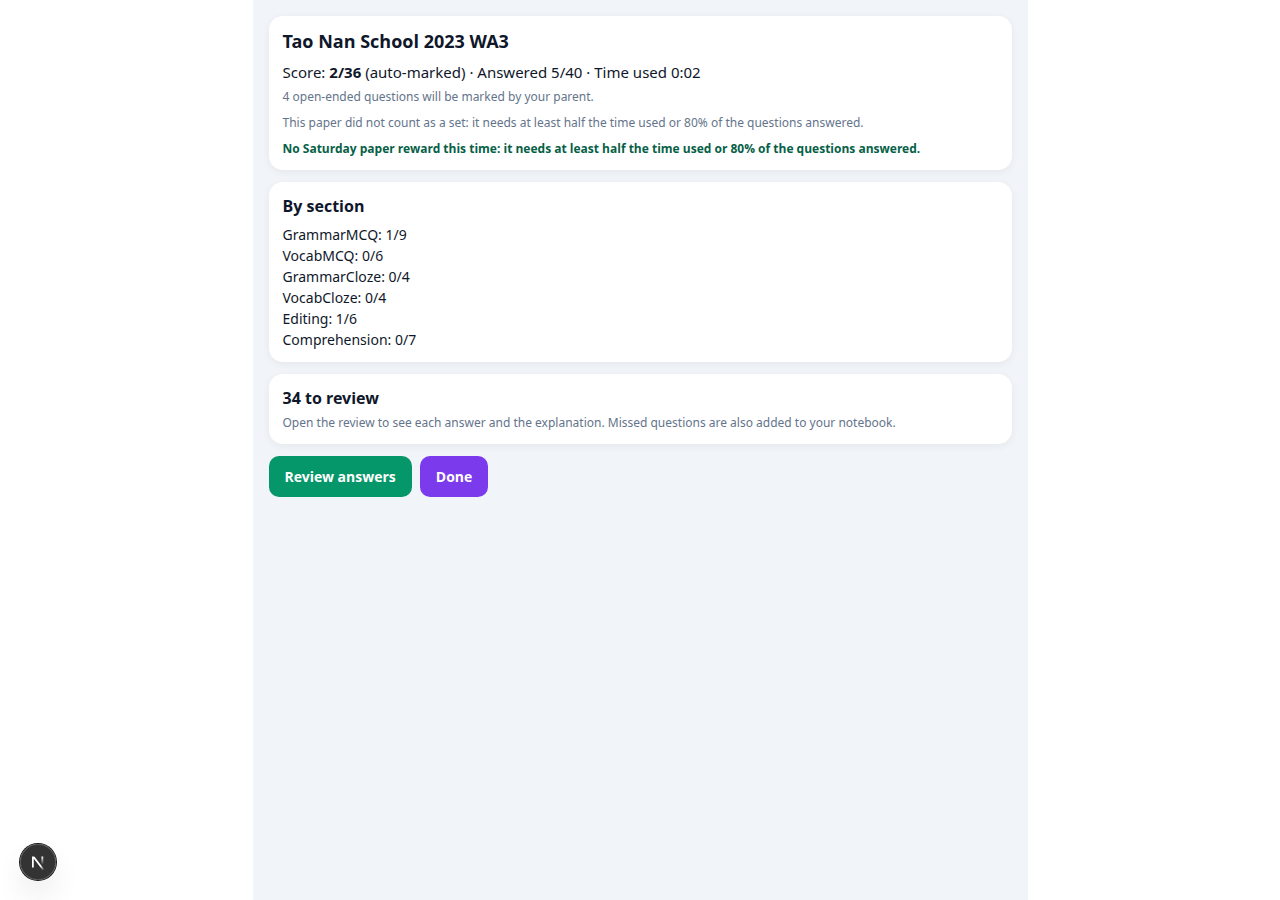 Tao Nan School 2023 WA3
Score: 2/36 (auto-marked) · Answered 5/40 · Time used 0:02
4 open-ended questions will be marked by your parent.
This paper did not count as a set: it needs at least half the time used or 80% of the questions answered.
No Saturday paper reward this time: it needs at least half the time used or 80% of the questions answered.
By section
GrammarMCQ: 1/9
VocabMCQ: 0/6
GrammarCloze: 0/4
VocabCloze: 0/4
Editing: 1/6
Comprehension: 0/7
34 to review
Open the review to see each answer and the explanation. Missed questions are also added to your notebook.
Review answers
Done
N